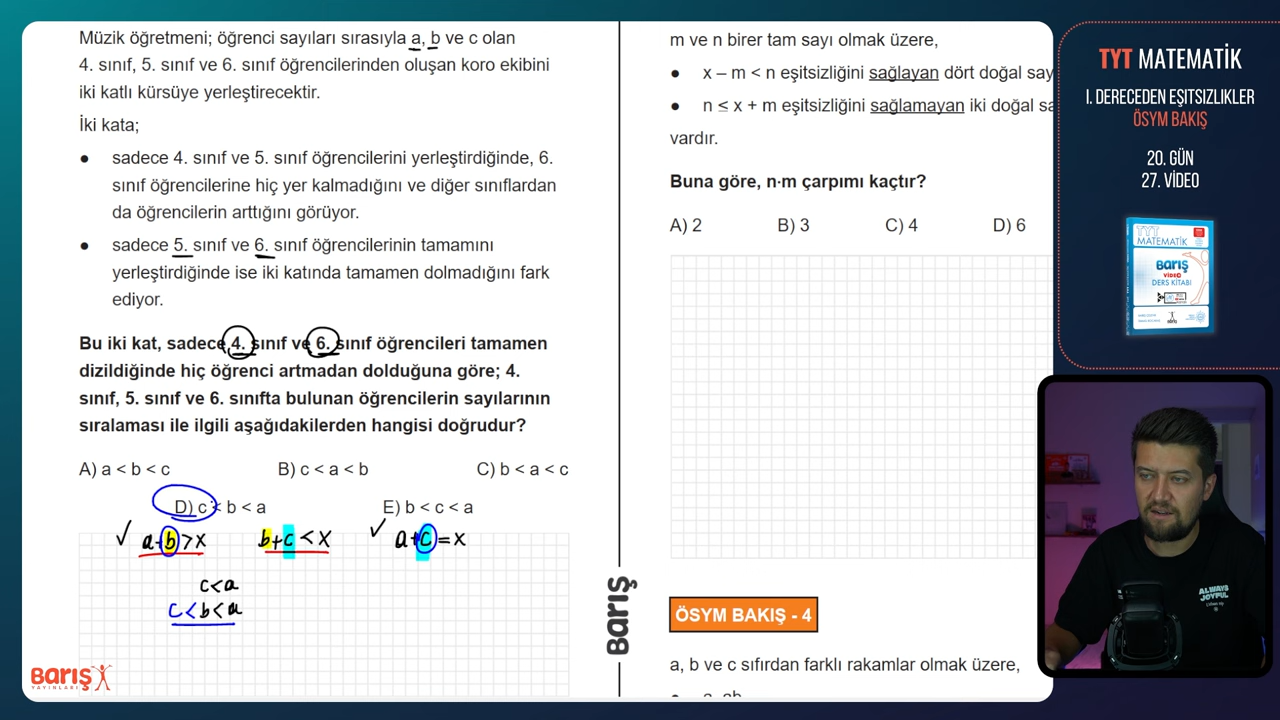 Müzik öğretmeni; öğrenci sayıları sırasıyla a, b ve c olan
4. sınıf, 5. sınıf ve 6. sınıf öğrencilerinden oluşan koro ekibini
iki katlı kürsüye yerleştirecektir.
İki kata;
● sadece 4. sınıf ve 5. sınıf öğrencilerini yerleştirdiğinde, 6.
sınıf öğrencilerine hiç yer kalmadığını ve diğer sınıflardan
da öğrencilerin arttığını görüyor.
● sadece 5. sınıf ve 6. sınıf öğrencilerinin tamamını
yerleştirdiğinde ise iki katında tamamen dolmadığını fark
ediyor.
Bu iki kat, sadece 4. sınıf ve 6. sınıf öğrencileri tamamen
dizildiğinde hiç öğrenci artmadan dolduğuna göre; 4.
sınıf, 5. sınıf ve 6. sınıfta bulunan öğrencilerin sayılarının
sıralaması ile ilgili aşağıdakilerden hangisi doğrudur?
A) a < b < c B) c < a < b C) b < a < c
D) c < b < a E) b < c < a
✓ a+b>x b+c<x ✓ a+c=x
c<a
c<b<a
BARIŞ
YAYINLARI
m ve n birer tam sayı olmak üzere,
● x – m < n eşitsizliğini sağlayan dört doğal say
● n ≤ x + m eşitsizliğini sağlamayan iki doğal sa
vardır.
Buna göre, n·m çarpımı kaçtır?
A) 2 B) 3 C) 4 D) 6
BARIŞ
ÖSYM BAKIŞ - 4
a, b ve c sıfırdan farklı rakamlar olmak üzere,
TYT MATEMATİK
I. DERECEDEN EŞİTSIZLIKLER
ÖSYM BAKIŞ
20. GÜN
27. VİDEO
TYT
MATEMATİK
BARIŞ
VİDEO
DERS KİTABI
ALWAYS
JOYFUL